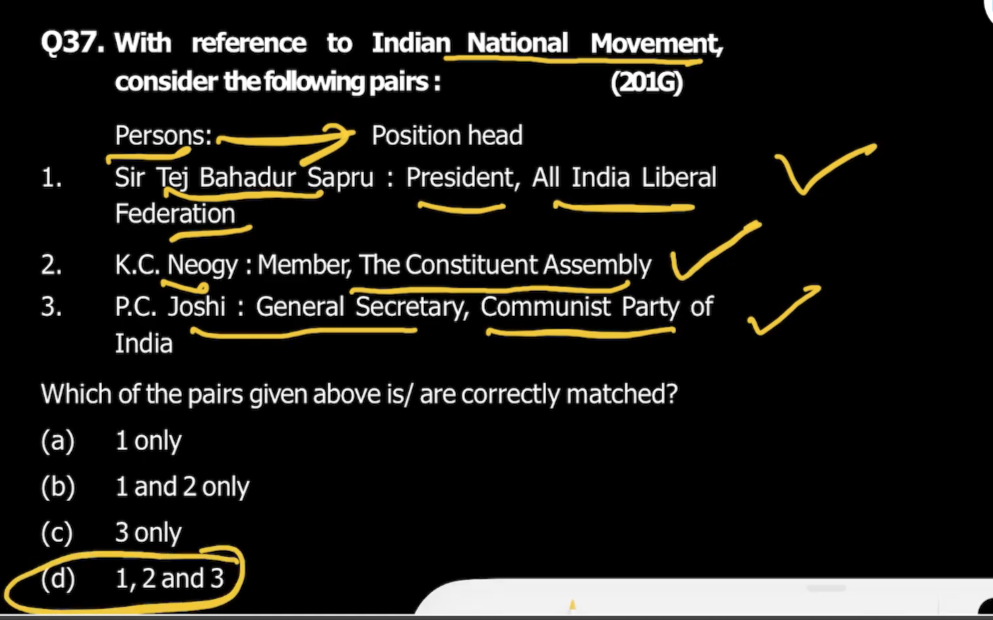 Q37. With reference to Indian National Movement,
consider the following pairs : (201G)
Persons: Position head
1. Sir Tej Bahadur Sapru : President, All India Liberal
Federation
2. K.C. Neogy : Member, The Constituent Assembly
3. P.C. Joshi : General Secretary, Communist Party of
India
Which of the pairs given above is/ are correctly matched?
(a) 1 only
(b) 1 and 2 only
(c) 3 only
(d) 1, 2 and 3